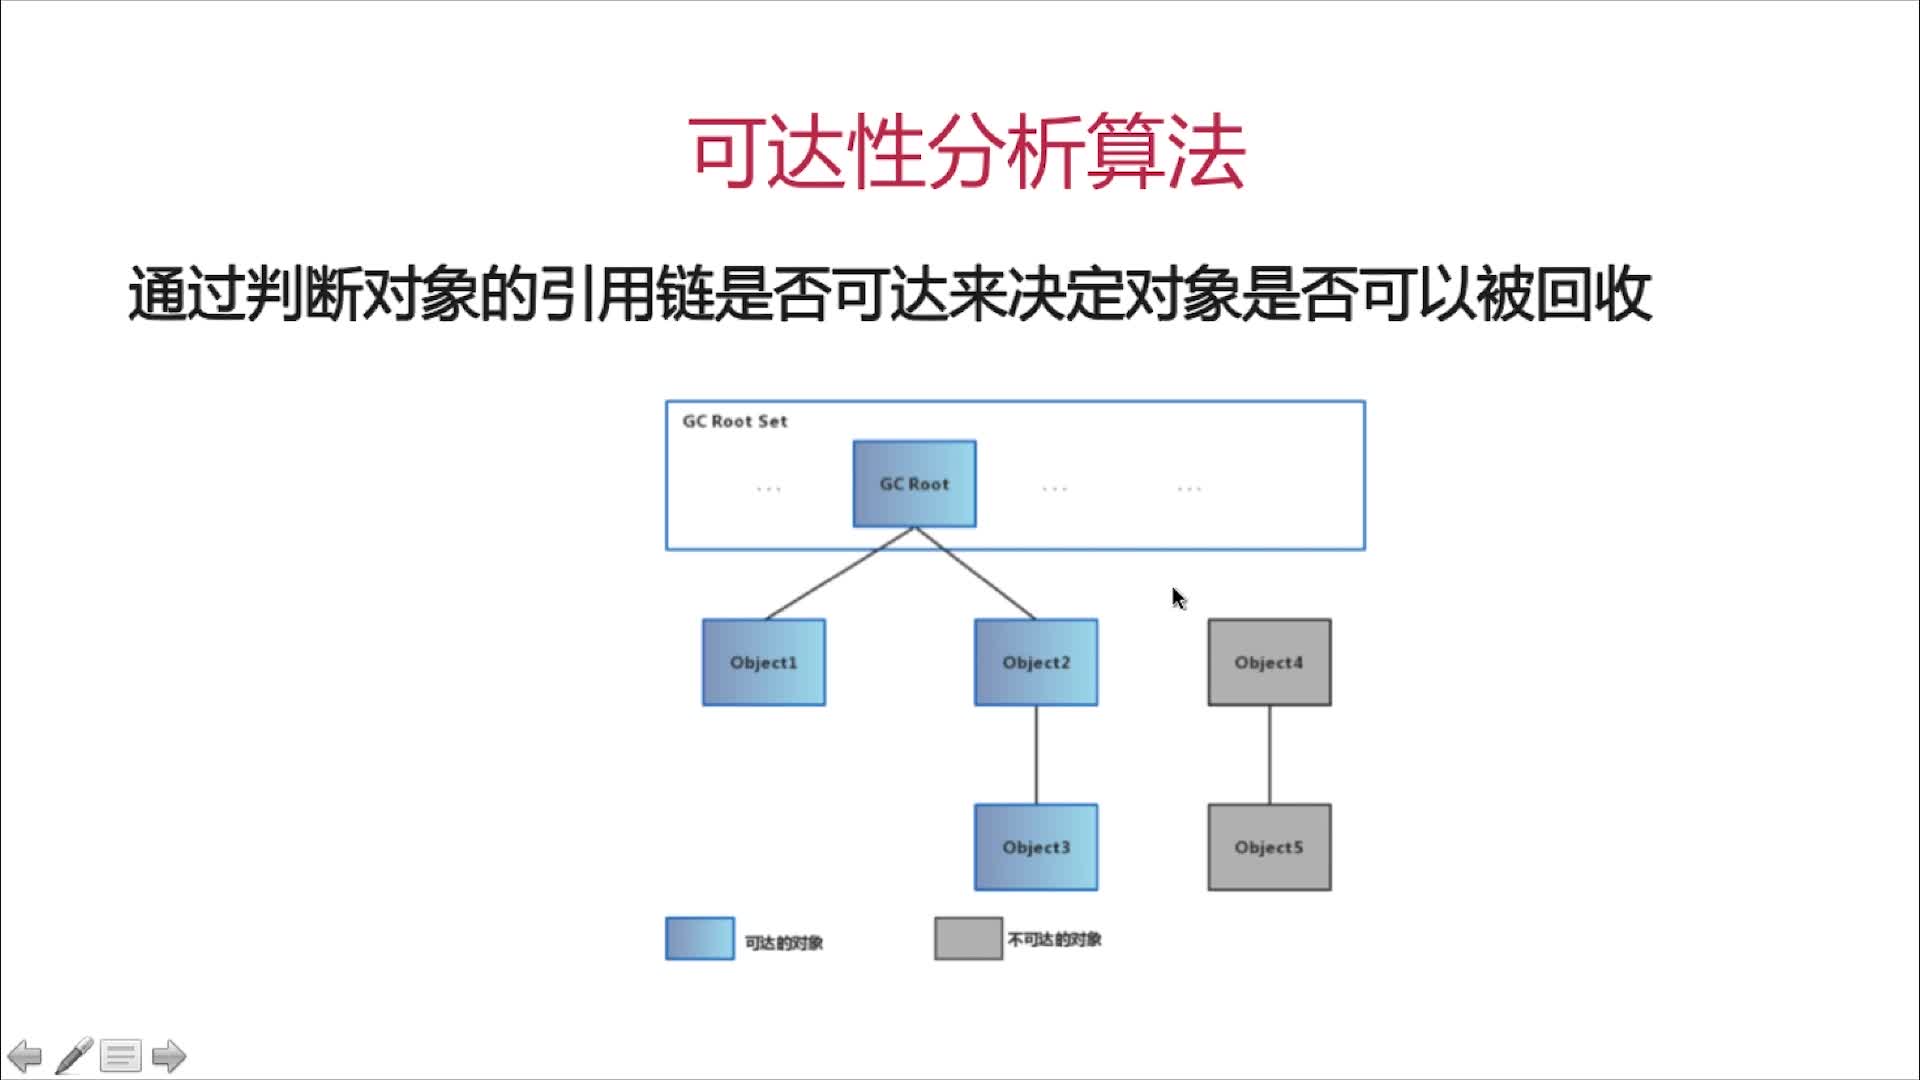 可达性分析算法
通过判断对象的引用链是否可达来决定对象是否可以被回收
GC Root Set
... GC Root ... ...
Object1 Object2 Object4
Object3 Object5
可达的对象 不可达的对象